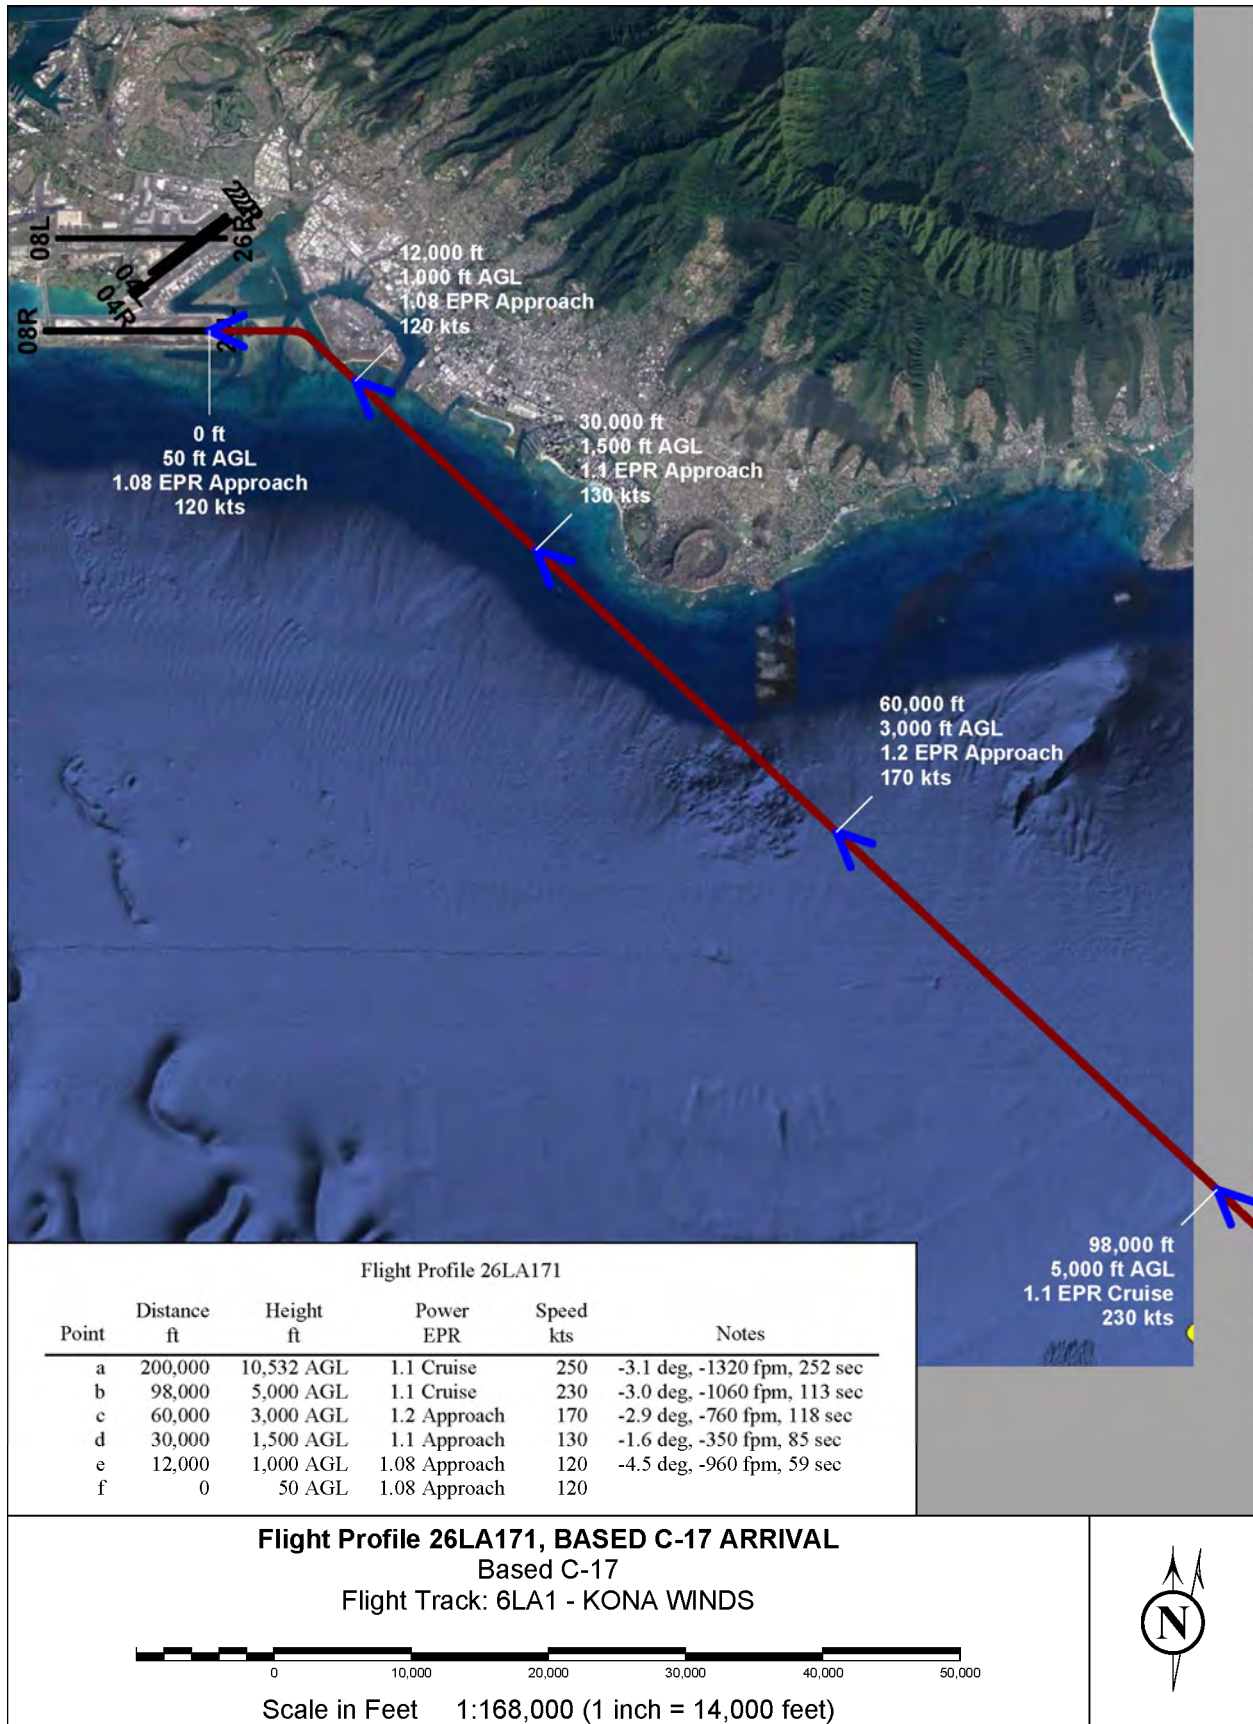 22L
22R
08L
26R
04L
04R
08R
12,000 ft
1,000 ft AGL
1.08 EPR Approach
120 kts
0 ft
50 ft AGL
1.08 EPR Approach
120 kts
30,000 ft
1,500 ft AGL
1.1 EPR Approach
130 kts
60,000 ft
3,000 ft AGL
1.2 EPR Approach
170 kts
98,000 ft
5,000 ft AGL
1.1 EPR Cruise
230 kts
Flight Profile 26LA171
Distance Height Power Speed
Point ft ft EPR kts Notes
a 200,000 10,532 AGL 1.1 Cruise 250 -3.1 deg, -1320 fpm, 252 sec
b 98,000 5,000 AGL 1.1 Cruise 230 -3.0 deg, -1060 fpm, 113 sec
c 60,000 3,000 AGL 1.2 Approach 170 -2.9 deg, -760 fpm, 118 sec
d 30,000 1,500 AGL 1.1 Approach 130 -1.6 deg, -350 fpm, 85 sec
e 12,000 1,000 AGL 1.08 Approach 120 -4.5 deg, -960 fpm, 59 sec
f 0 50 AGL 1.08 Approach 120
Flight Profile 26LA171, BASED C-17 ARRIVAL
Based C-17
Flight Track: 6LA1 - KONA WINDS
0 10,000 20,000 30,000 40,000 50,000
Scale in Feet 1:168,000 (1 inch = 14,000 feet)
N